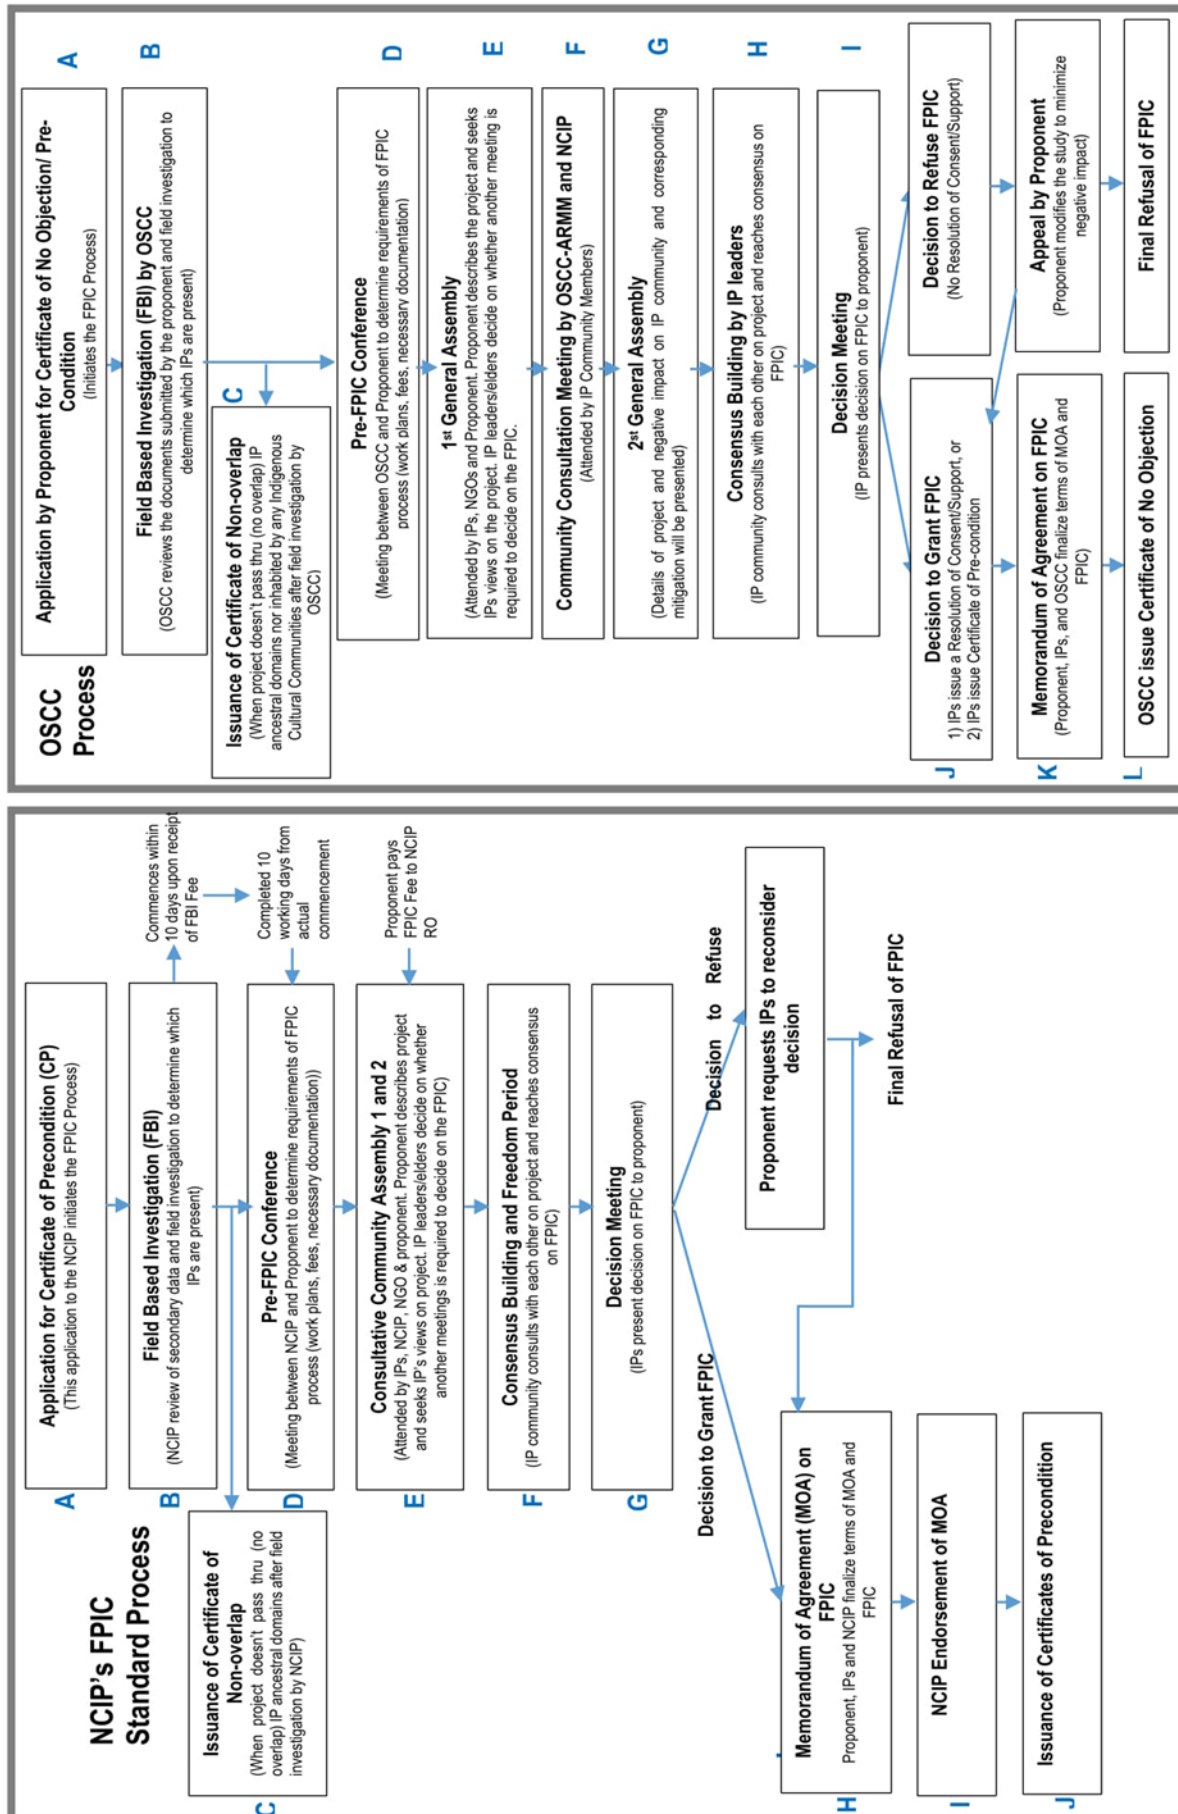 NCIP's FPIC
Standard Process
A
Application for Certificate of Precondition (CP)
(This application to the NCIP initiates the FPIC Process)
B
Field Based Investigation (FBI)
(NCIP review of secondary data and field investigation to determine which
IPs are present)
Commences within
10 days upon receipt
of FBI Fee
C
Issuance of Certificate of
Non-overlap
(When project doesn't pass thru (no
overlap) IP ancestral domains after field
investigation by NCIP)
D
Pre-FPIC Conference
(Meeting between NCIP and Proponent to determine requirements of FPIC
process (work plans, fees, necessary documentation))
Completed 10
working days from
actual
commencement
E
Consultative Community Assembly 1 and 2
(Attended by IPs, NCIP, NGO & proponent. Proponent describes project
and seeks IP's views on project. IP leaders/elders decide on whether
another meetings is required to decide on the FPIC)
Proponent pays
FPIC Fee to NCIP
RO
F
Consensus Building and Freedom Period
(IP community consults with each other on project and reaches consensus
on FPIC)
G
Decision Meeting
(IPs present decision on FPIC to proponent)
Decision to Grant FPIC
Decision to Refuse
Proponent requests IPs to reconsider
decision
Final Refusal of FPIC
H
Memorandum of Agreement (MOA) on
FPIC
Proponent, IPs and NCIP finalize terms of MOA and
FPIC
I
NCIP Endorsement of MOA
J
Issuance of Certificates of Precondition
OSCC
Process
Application by Proponent for Certificate of No Objection/ Pre-
Condition
(Initiates the FPIC Process)
A
Field Based Investigation (FBI) by OSCC
(OSCC reviews the documents submitted by the proponent and field investigation to
determine which IPs are present)
B
C
Issuance of Certificate of Non-overlap
(When project doesn't pass thru (no overlap) IP
ancestral domains nor inhabited by any Indigenous
Cultural Communities after field investigation by
OSCC)
Pre-FPIC Conference
(Meeting between OSCC and Proponent to determine requirements of FPIC
process (work plans, fees, necessary documentation)
D
1st General Assembly
(Attended by IPs, NGOs and Proponent. Proponent describes the project and seeks
IPs views on the project. IP leaders/elders decide on whether another meeting is
required to decide on the FPIC.
E
Community Consultation Meeting by OSCC-ARMM and NCIP
(Attended by IP Community Members)
F
2st General Assembly
(Details of project and negative impact on IP community and corresponding
mitigation will be presented)
G
Consensus Building by IP leaders
(IP community consults with each other on project and reaches consensus on
FPIC)
H
Decision Meeting
(IP presents decision on FPIC to proponent)
I
J
Decision to Grant FPIC
1) IPs issue a Resolution of Consent/Support, or
2) IPs issue Certificate of Pre-condition
Decision to Refuse FPIC
(No Resolution of Consent/Support)
K
Memorandum of Agreement on FPIC
(Proponent, IPs, and OSCC finalize terms of MOA and
FPIC)
Appeal by Proponent
(Proponent modifies the study to minimize
negative impact)
L
OSCC issue Certificate of No Objection
Final Refusal of FPIC